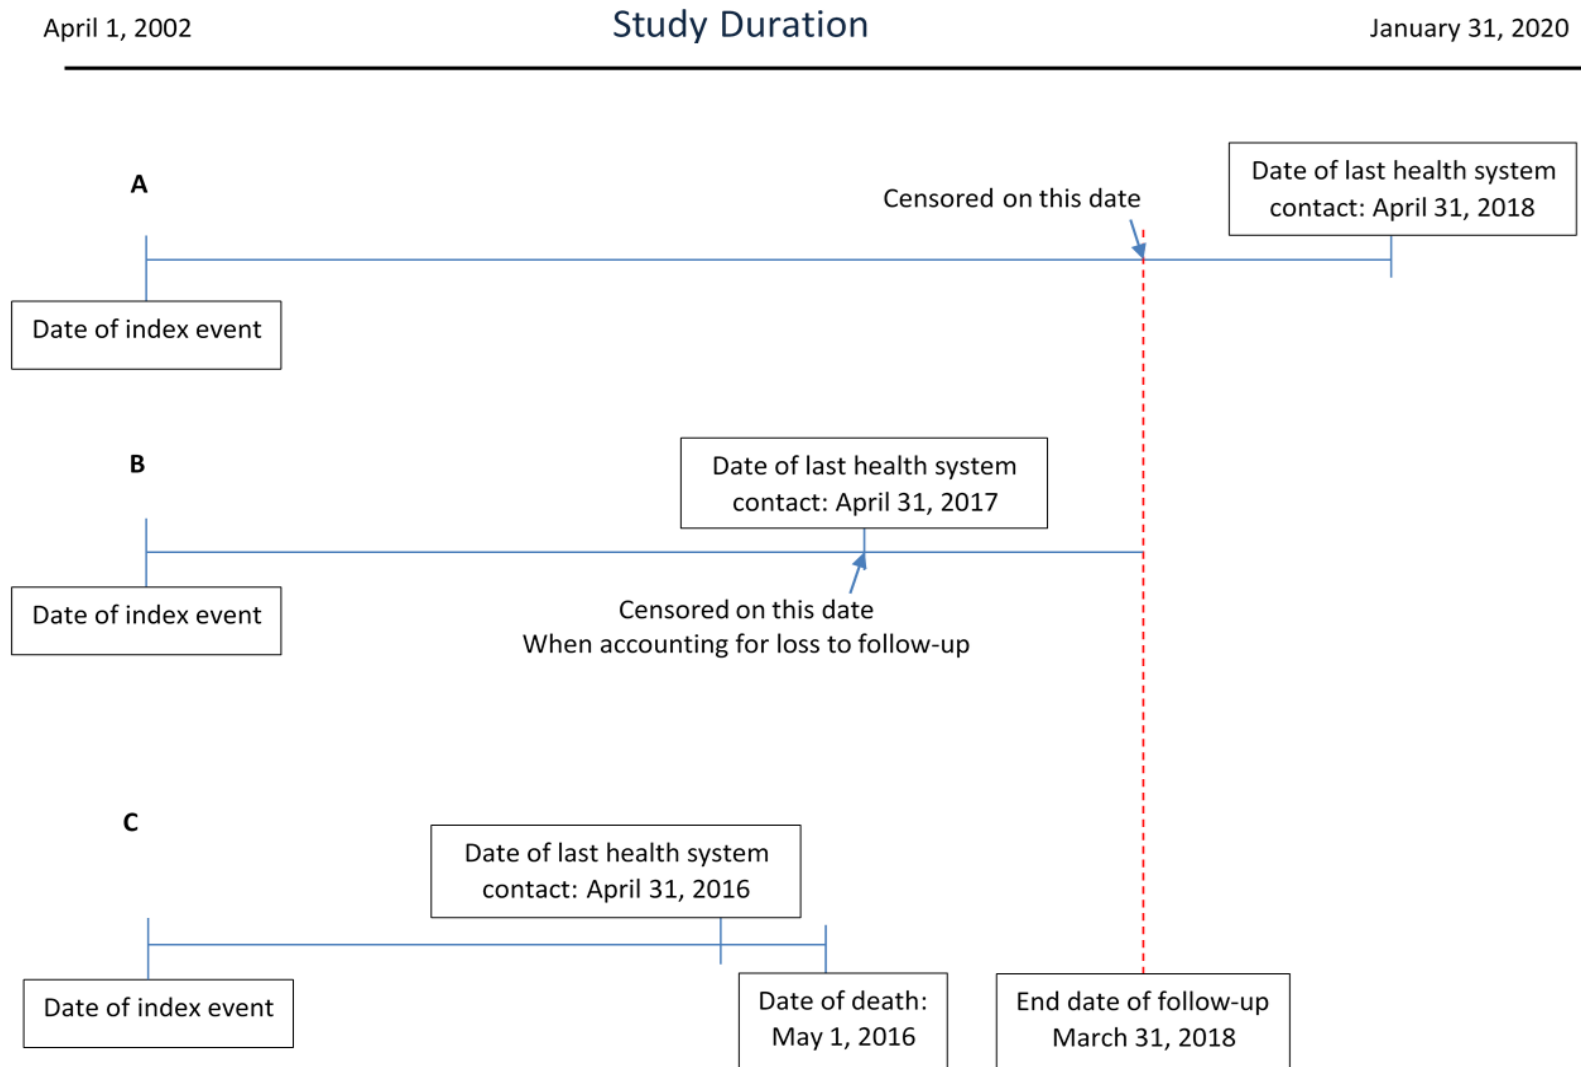 April 1, 2002
Study Duration
January 31, 2020
A
Censored on this date
Date of last health system
contact: April 31, 2018
Date of index event
B
Date of last health system
contact: April 31, 2017
Date of index event
Censored on this date
When accounting for loss to follow-up
C
Date of last health system
contact: April 31, 2016
Date of index event
Date of death:
May 1, 2016
End date of follow-up
March 31, 2018